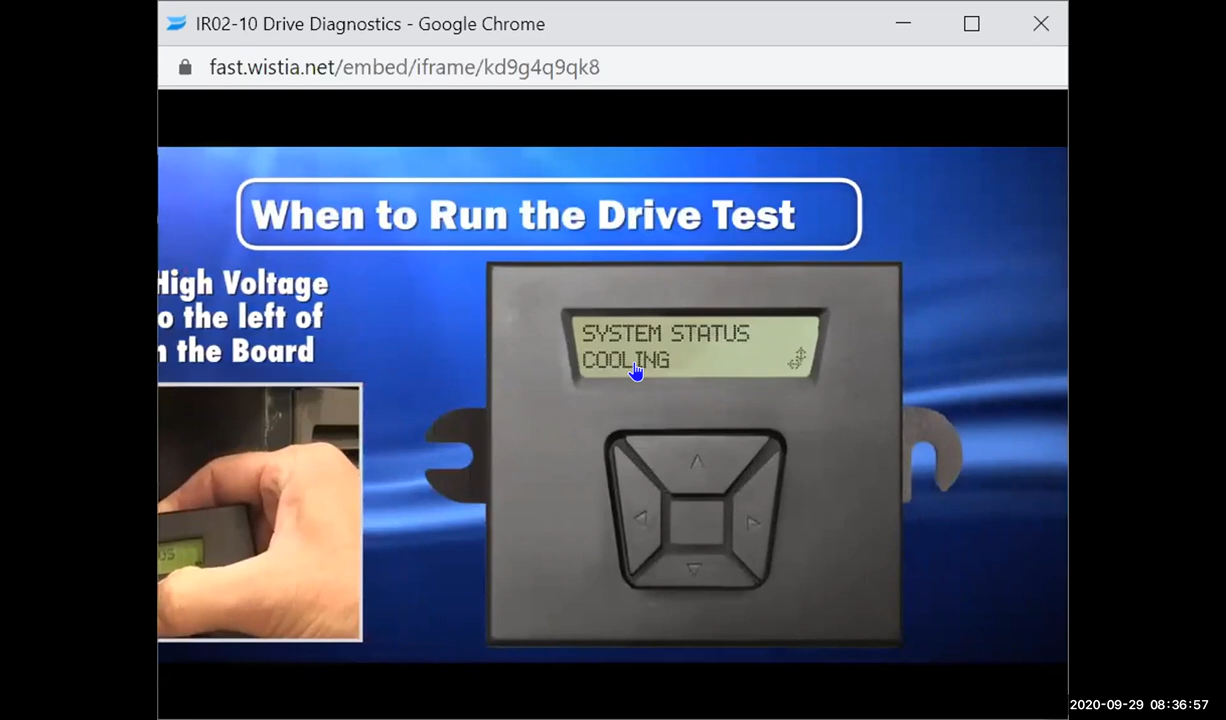 IR02-10 Drive Diagnostics - Google Chrome
fast.wistia.net/embed/iframe/kd9g4q9qk8
When to Run the Drive Test
High Voltage
o the left of
n the Board
SYSTEM STATUS
COOLING
US
2020-09-29 08:36:57